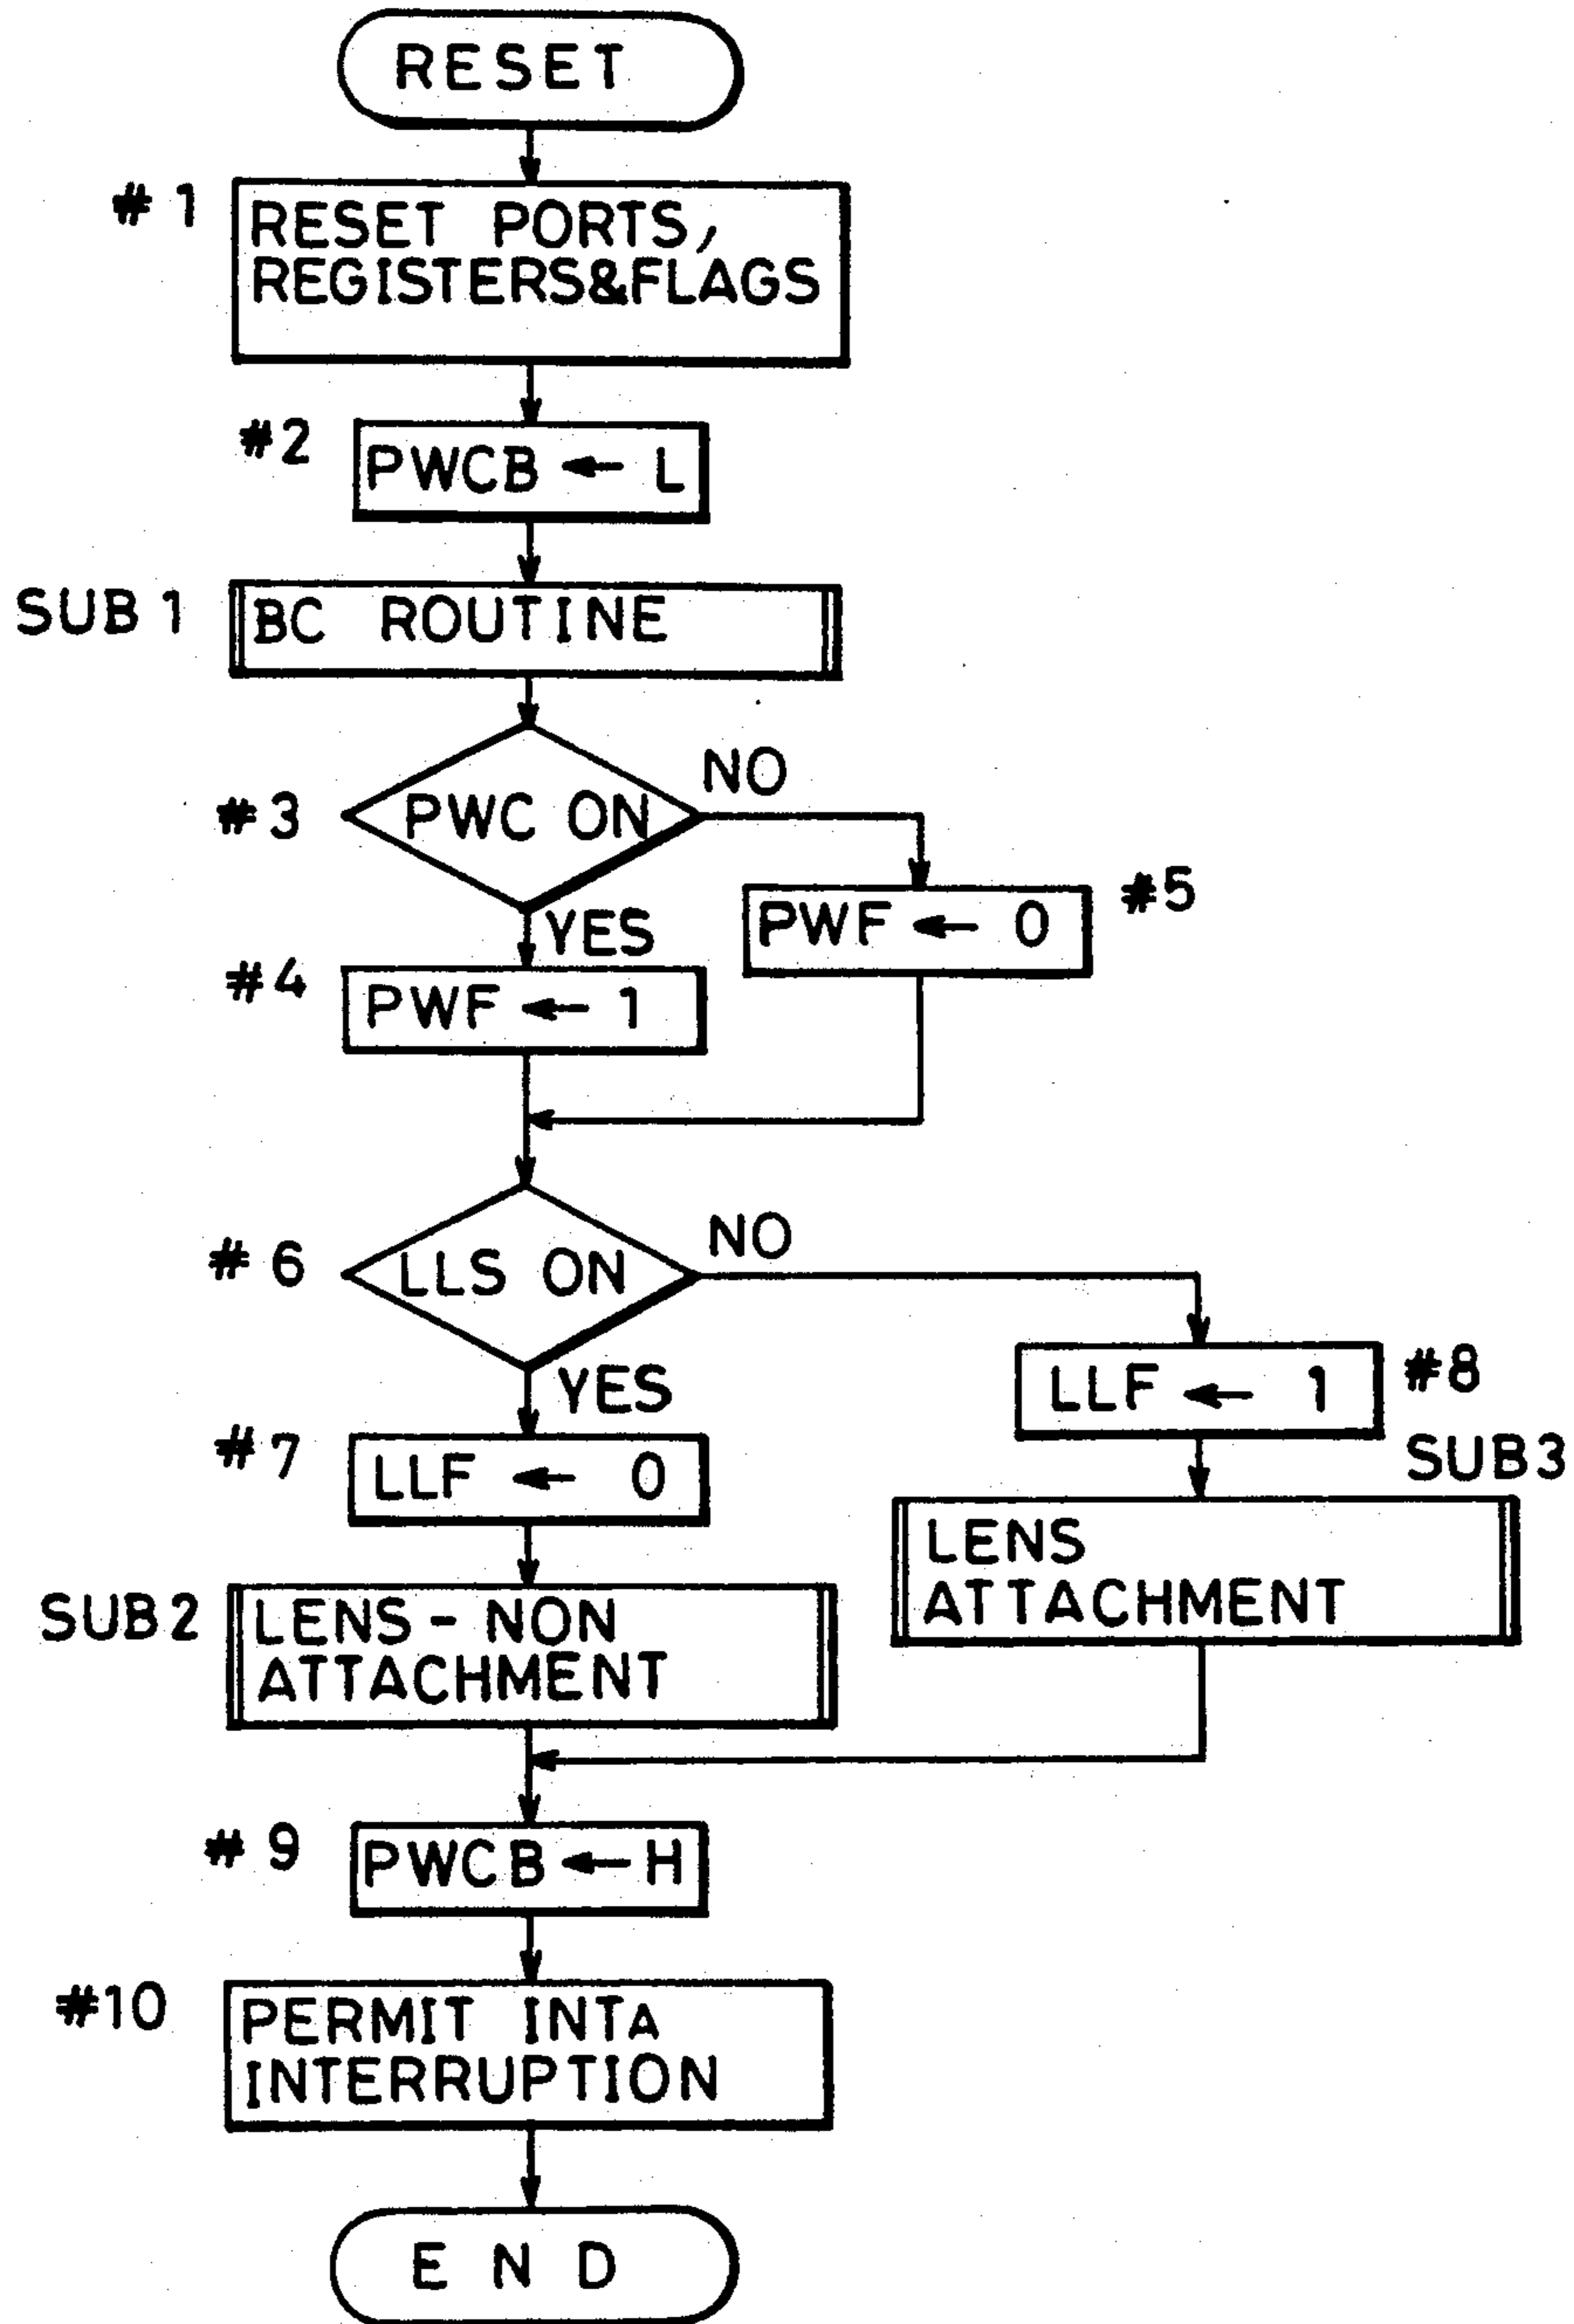 RESET
#1
RESET PORTS,
REGISTERS&FLAGS
#2
PWCB ← L
SUB 1
BC ROUTINE
#3
PWC ON
NO
YES
#5
PWF ← 0
#4
PWF ← 1
#6
LLS ON
NO
YES
#8
LLF ← 1
#7
LLF ← 0
SUB3
LENS
ATTACHMENT
SUB2
LENS - NON
ATTACHMENT
#9
PWCB ← H
#10
PERMIT INTA
INTERRUPTION
END